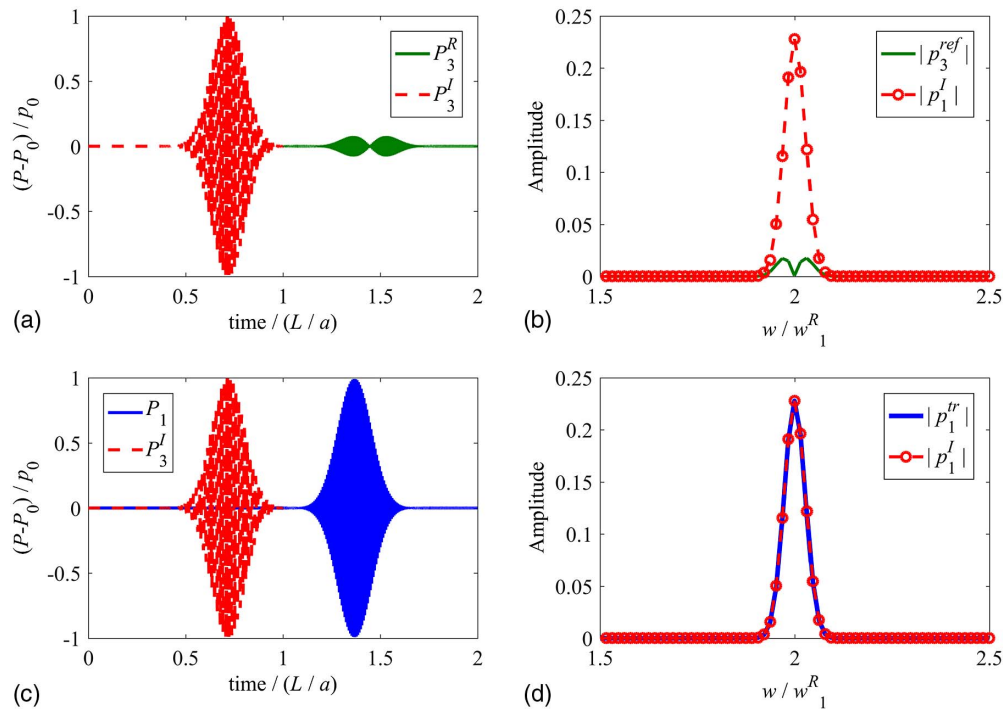 1
0.5
0
-0.5
-1
(P-P₀) / p₀
P₃ᴿ
P₃ᴵ
0 0.5 1 1.5 2
time / (L / a)
(a)
0.25
0.2
0.15
0.1
0.05
0
Amplitude
| p₃ʳᵉᶠ |
| p₁ᴵ |
1.5 2 2.5
w / wᴿ₁
(b)
1
0.5
0
-0.5
-1
(P-P₀) / p₀
P₁
P₃ᴵ
0 0.5 1 1.5 2
time / (L / a)
(c)
0.25
0.2
0.15
0.1
0.05
0
Amplitude
| p₁ᵗʳ |
| p₁ᴵ |
1.5 2 2.5
w / wᴿ₁
(d)